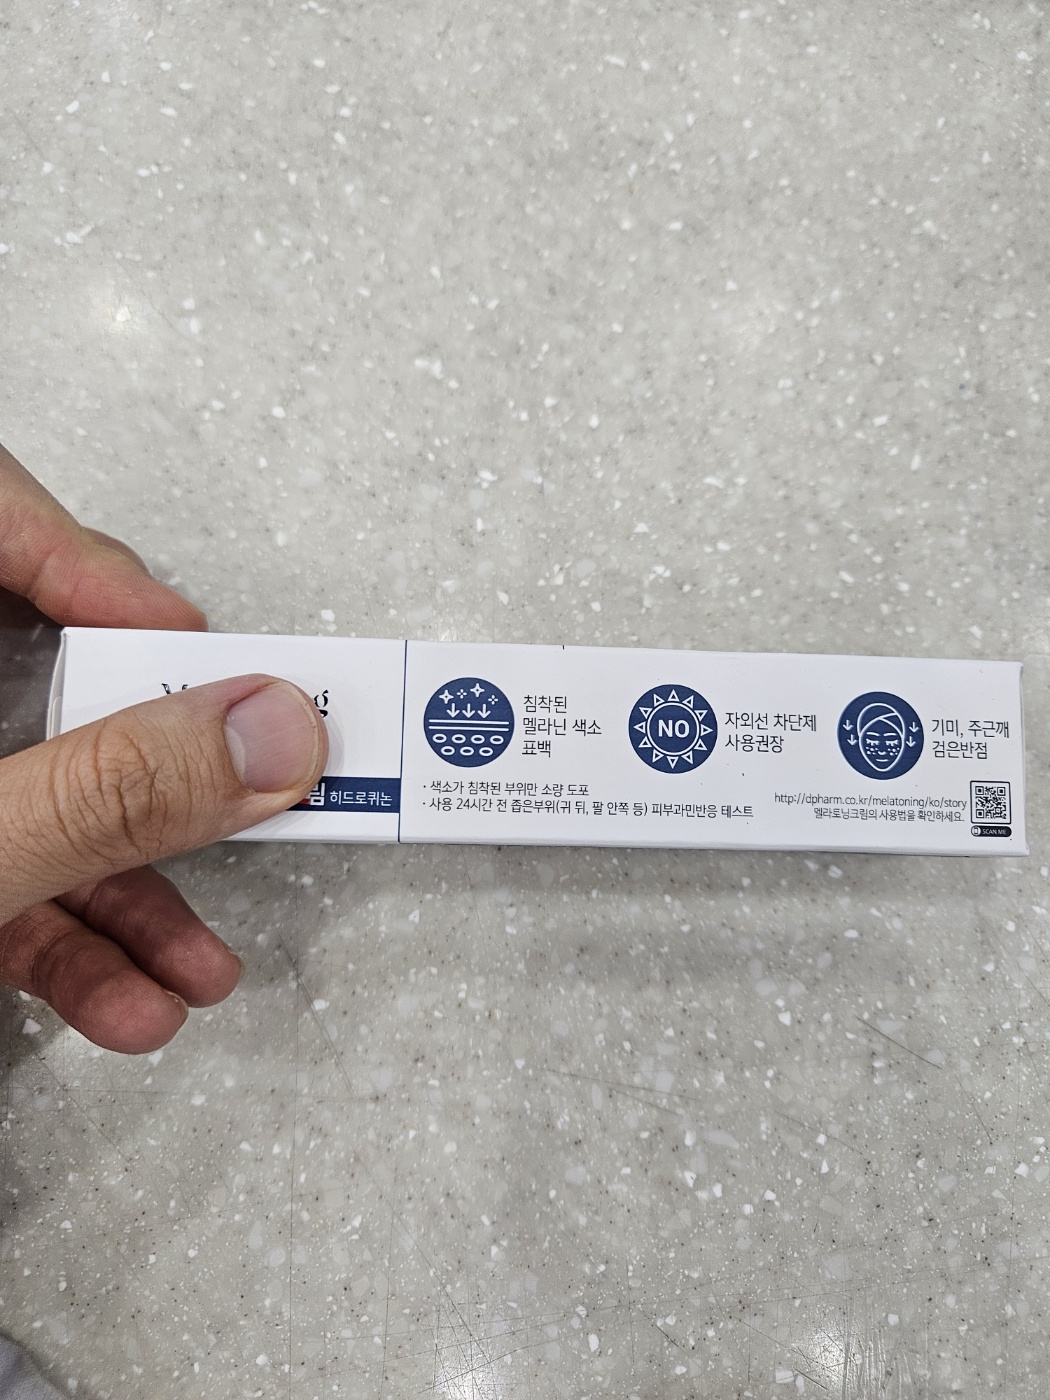 g
림 히드로퀴논
침착된
멜라닌 색소
표백
NO
자외선 차단제
사용권장
기미, 주근깨
검은반점
· 색소가 침착된 부위만 소량 도포
· 사용 24시간 전 좁은부위(귀 뒤, 팔 안쪽 등) 피부과민반응 테스트
http://dpharm.co.kr/melatoning/ko/story
멜라토닝크림의 사용법을 확인하세요.
SCAN ME